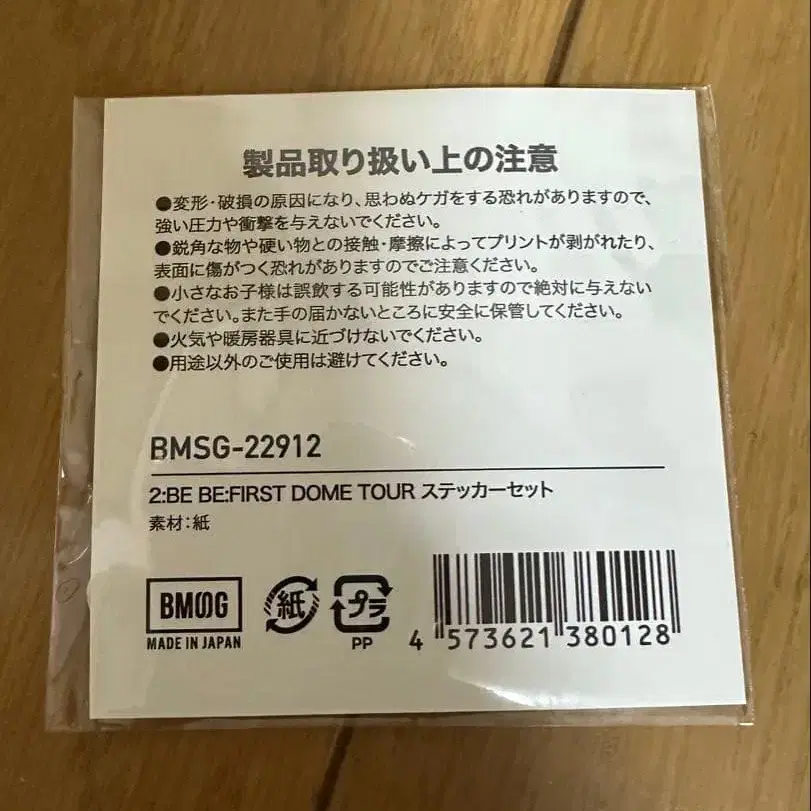 製品取り扱い上の注意
●変形・破損の原因になり、思わぬケガをする恐れがありますので、
強い圧力や衝撃を与えないでください。
●鋭角な物や硬い物との接触・摩擦によってプリントが剥がれたり、
表面に傷がつく恐れがありますのでご注意ください。
●小さなお子様は誤飲する可能性がありますので絶対に与えない
でください。また手の届かないところに安全に保管してください。
●火気や暖房器具に近づけないでください。
●用途以外のご使用は避けてください。
BMSG-22912
2:BE BE:FIRST DOME TOUR ステッカーセット
素材:紙
BMSG
MADE IN JAPAN
紙
プラ
PP
4 573621 380128